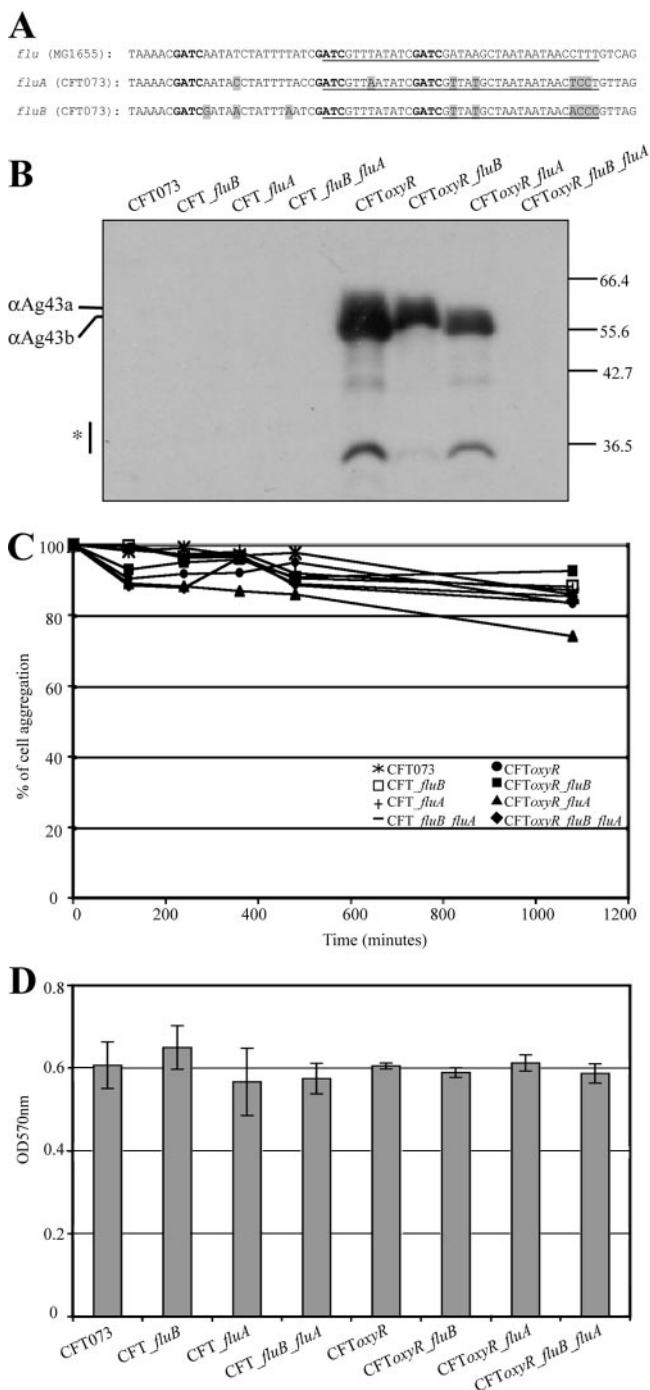 A
flu (MG1655): TAAAACGATCAATATCTATTTTATCGATCGTTTATATCGATCGATAAGCTAATAATAACCTTTGTCAG
fluA (CFT073): TAAAACGATCAATACCTATTTTACCGATCGTTAATATCGATCGTTATGCTAATAATAACTCCTGTTAG
fluB (CFT073): TAAAACGATCGATAACTATTTAATCGATCGTTTATATCGATCGTTATGCTAATAATAACACCCGTTAG
B
CFT073 CFT_fluB CFT_fluA CFT_fluB_fluA CFToxyR CFToxyR_fluB CFToxyR_fluA CFToxyR_fluB_fluA
αAg43a
αAg43b
*
66.4
55.6
42.7
36.5
C
% of cell aggregation
100
80
60
40
20
0
CFT073 CFToxyR
CFT_fluB CFToxyR_fluB
CFT_fluA CFToxyR_fluA
CFT_fluB_fluA CFToxyR_fluB_fluA
0 200 400 600 800 1000 1200
Time (minutes)
D
OD570nm
0.8
0.6
0.4
0.2
0
CFT073 CFT_fluB CFT_fluA CFT_fluB_fluA CFToxyR CFToxyR_fluB CFToxyR_fluA CFToxyR_fluB_fluA